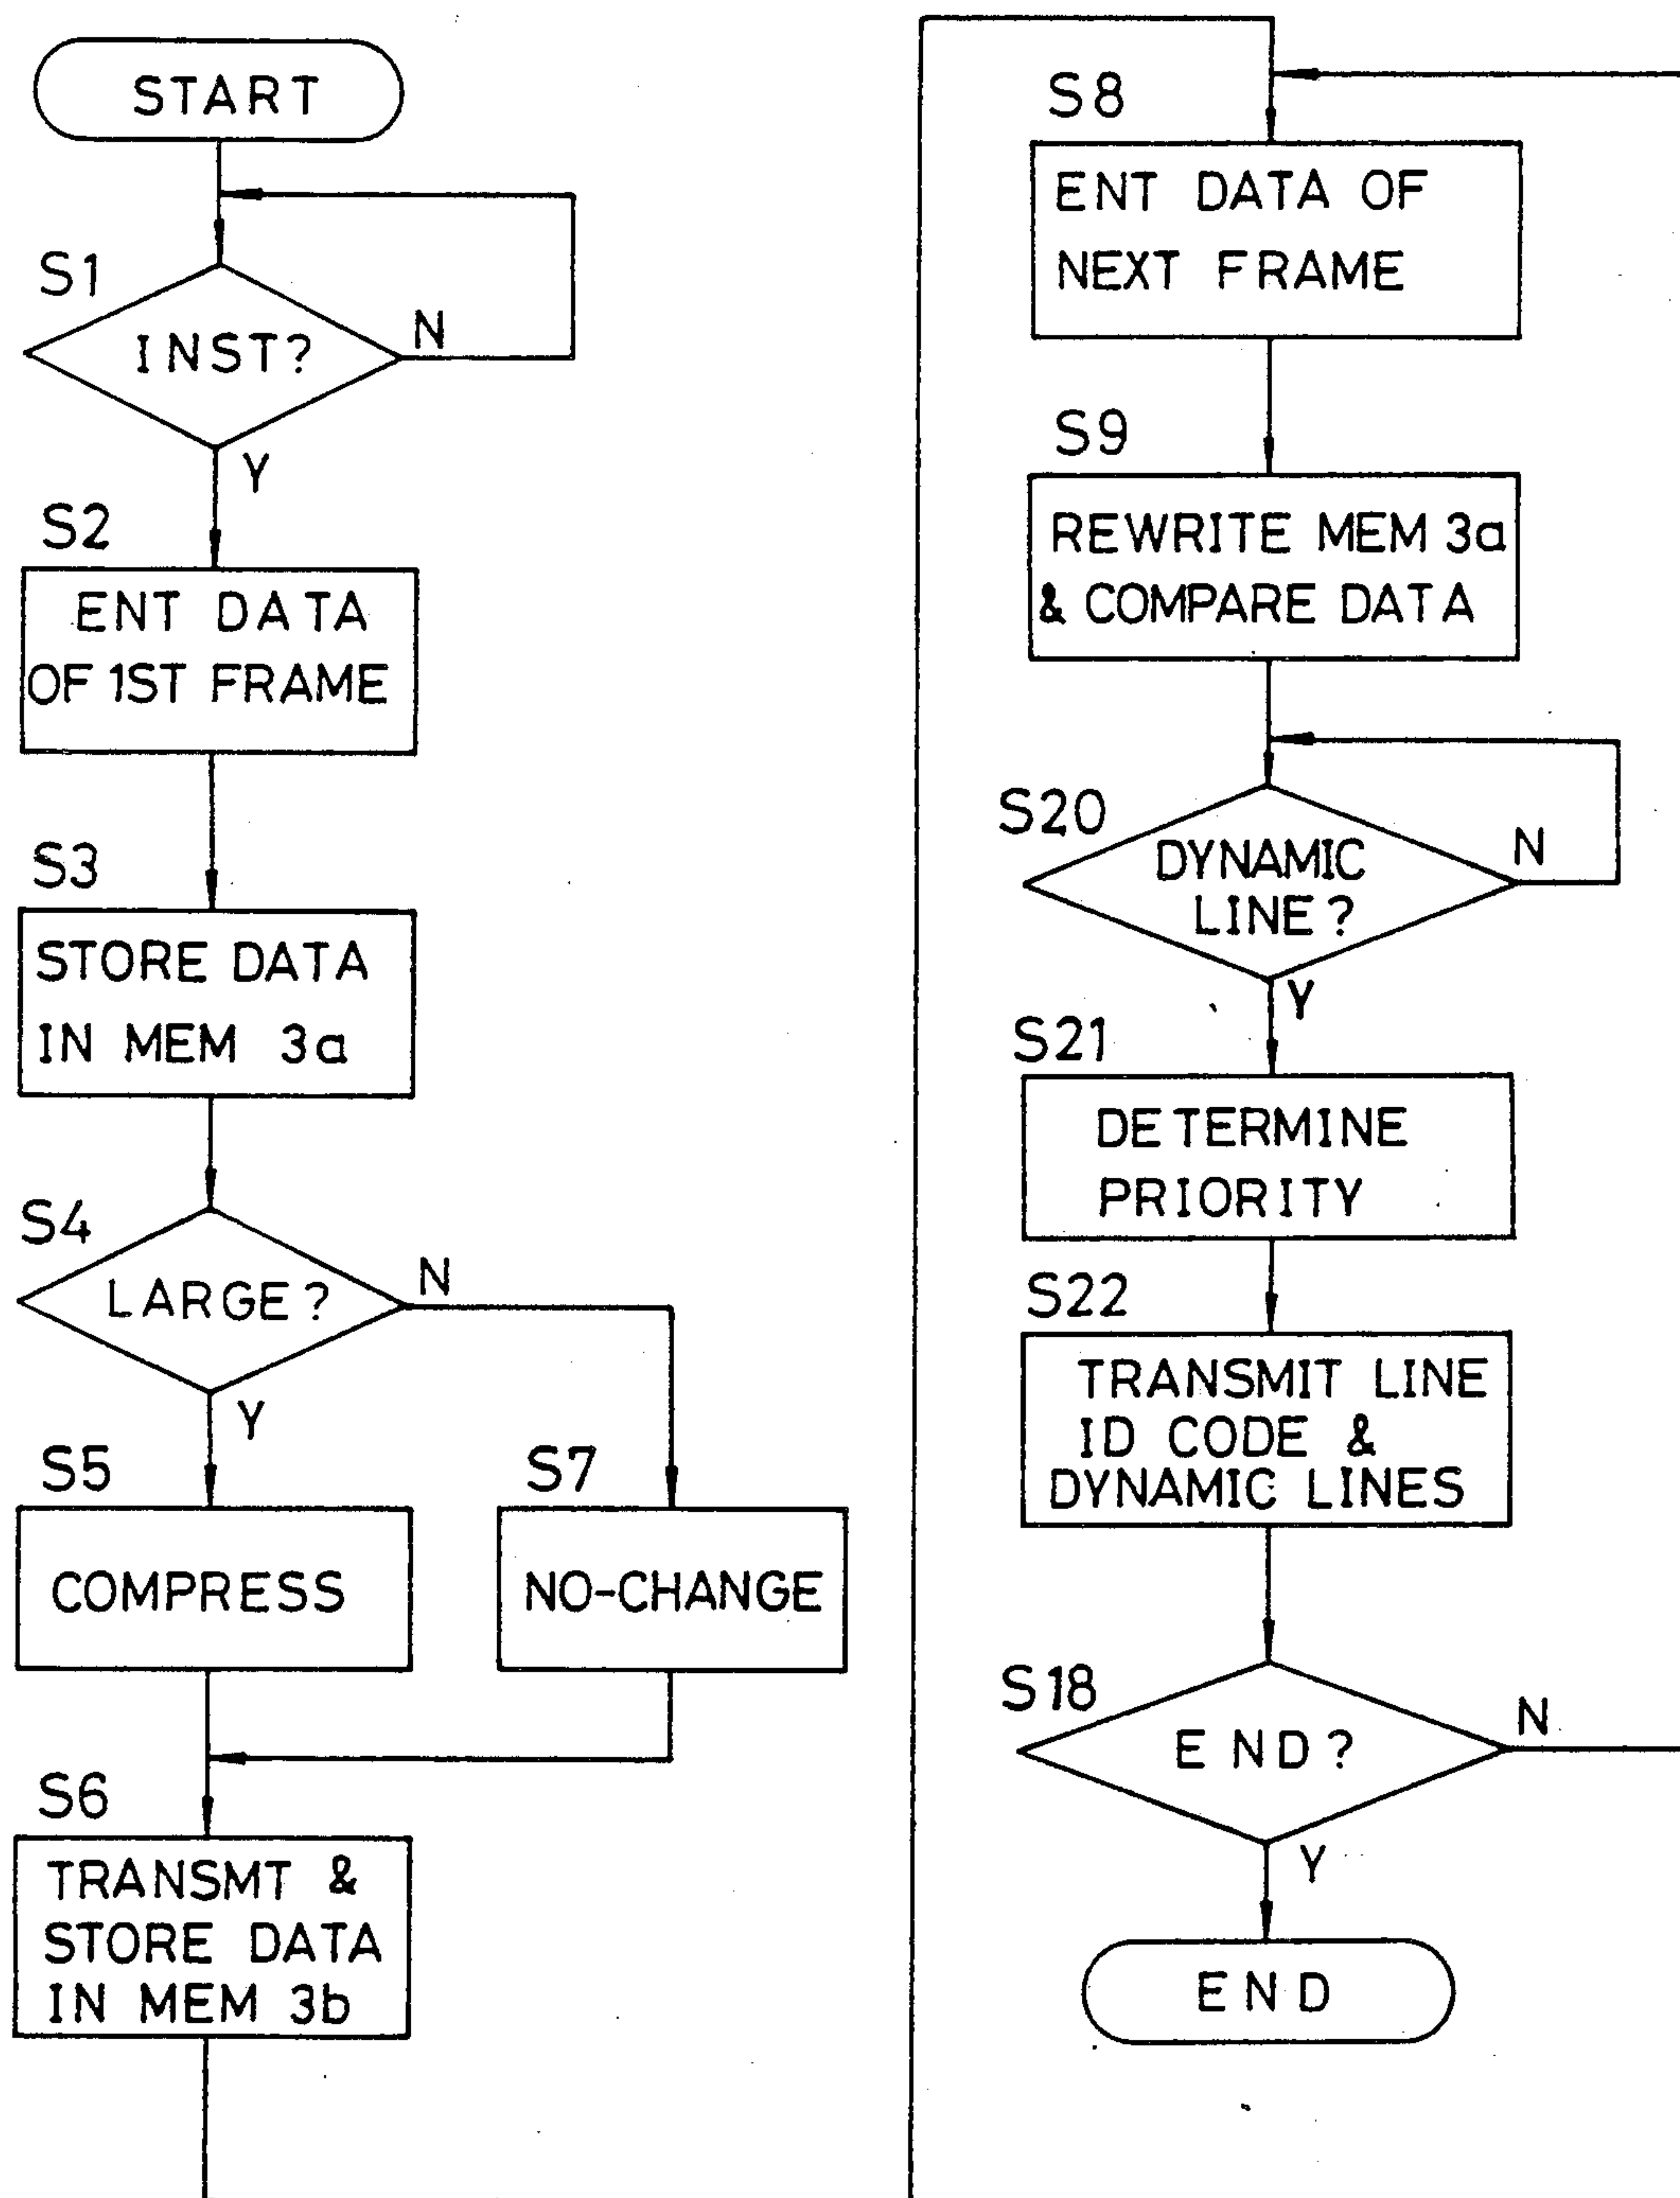 START
S1
INST?
N
Y
S2
ENT DATA
OF 1ST FRAME
S3
STORE DATA
IN MEM 3a
S4
LARGE?
N
Y
S5
COMPRESS
S7
NO-CHANGE
S6
TRANSMT &
STORE DATA
IN MEM 3b
S8
ENT DATA OF
NEXT FRAME
S9
REWRITE MEM 3a
& COMPARE DATA
S20
DYNAMIC
LINE?
N
Y
S21
DETERMINE
PRIORITY
S22
TRANSMIT LINE
ID CODE &
DYNAMIC LINES
S18
END?
N
Y
END